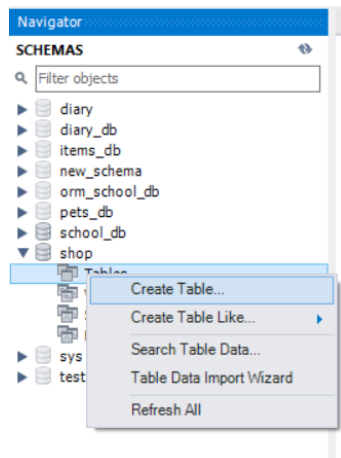 Navigator
SCHEMAS
Filter objects
diary
diary_db
items_db
new_schema
orm_school_db
pets_db
school_db
shop
Tables
Create Table...
Create Table Like...
Search Table Data...
Table Data Import Wizard
Refresh All
sys
test